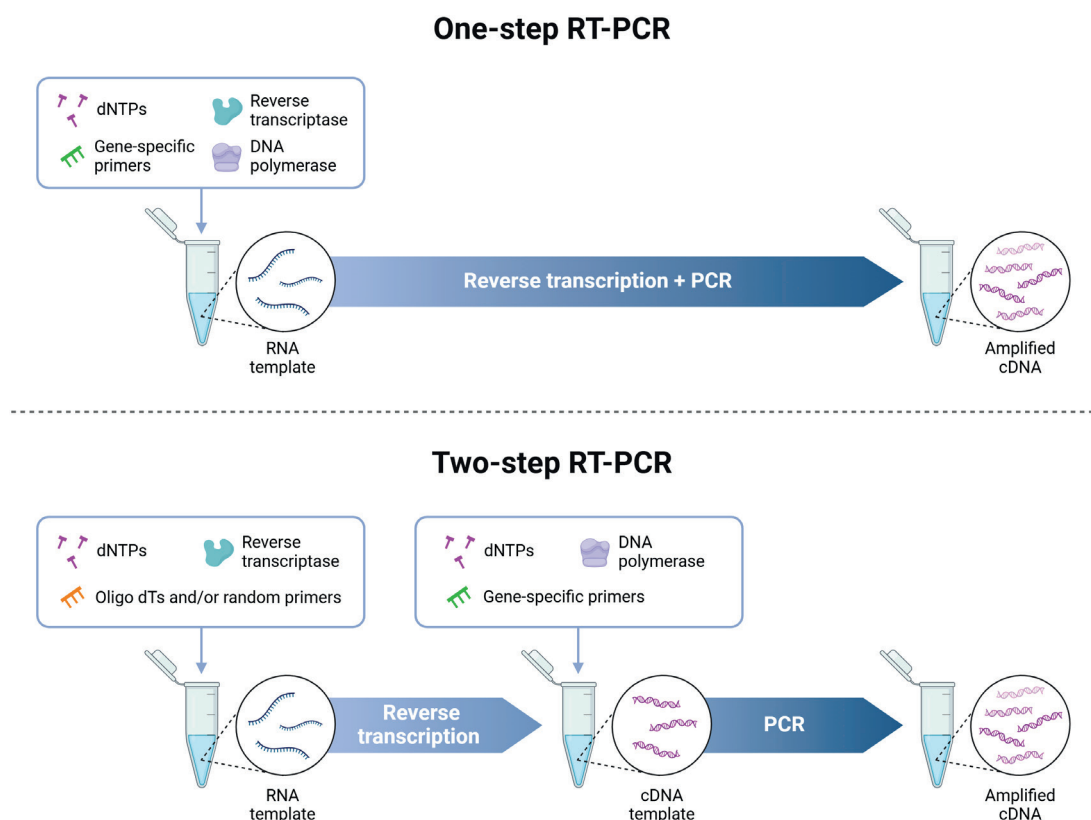 One-step RT-PCR
dNTPs
Reverse
transcriptase
Gene-specific
primers
DNA
polymerase
Reverse transcription + PCR
RNA
template
Amplified
cDNA
Two-step RT-PCR
dNTPs
Reverse
transcriptase
Oligo dTs and/or random primers
dNTPs
DNA
polymerase
Gene-specific primers
Reverse
transcription
PCR
RNA
template
cDNA
template
Amplified
cDNA